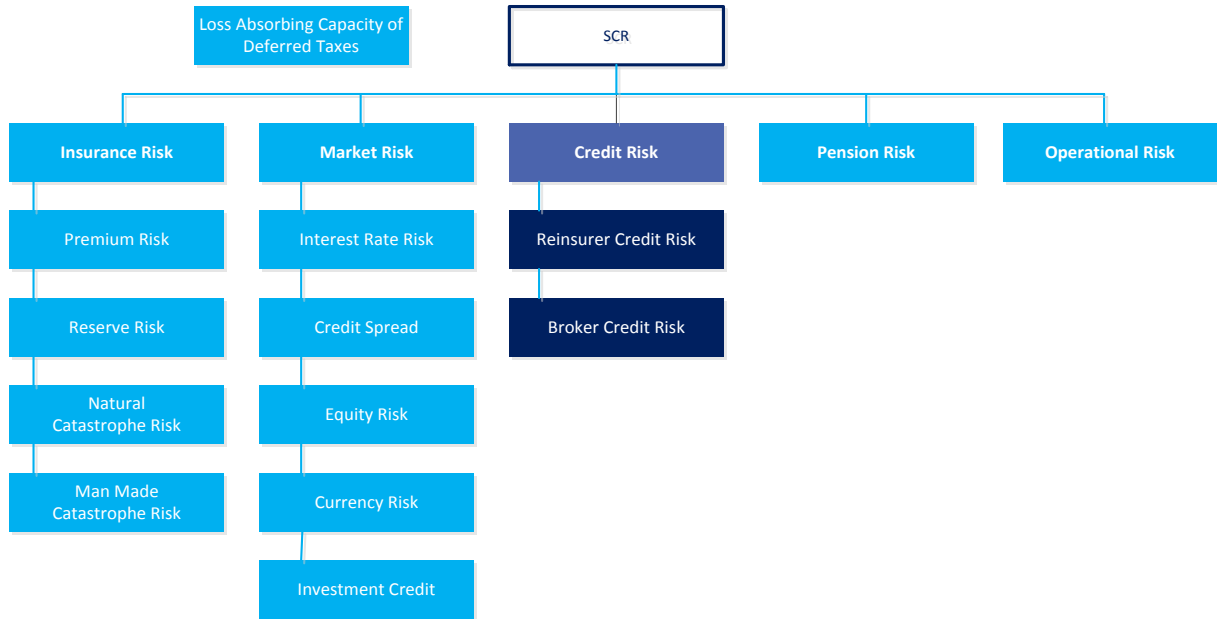 Loss Absorbing Capacity of
Deferred Taxes
SCR
Insurance Risk
Market Risk
Credit Risk
Pension Risk
Operational Risk
Premium Risk
Interest Rate Risk
Reinsurer Credit Risk
Reserve Risk
Credit Spread
Broker Credit Risk
Natural
Catastrophe Risk
Equity Risk
Man Made
Catastrophe Risk
Currency Risk
Investment Credit